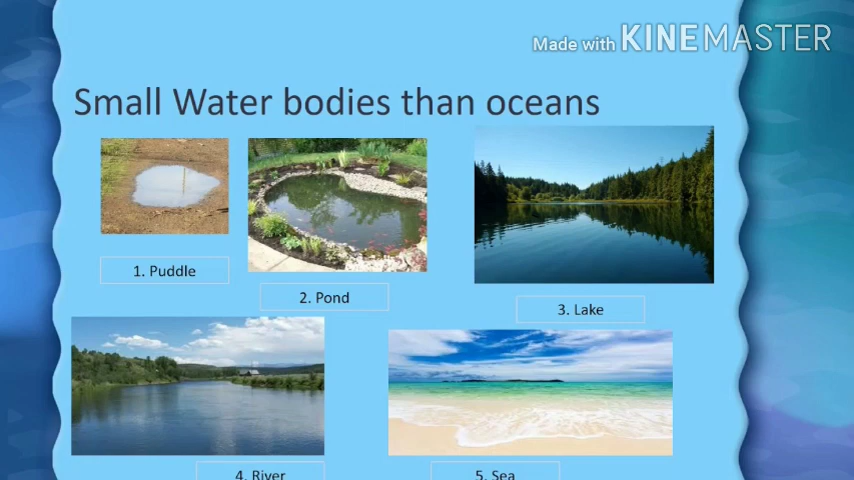 Made with KINEMASTER
Small Water bodies than oceans
1. Puddle
2. Pond
3. Lake
4. River
5. Sea